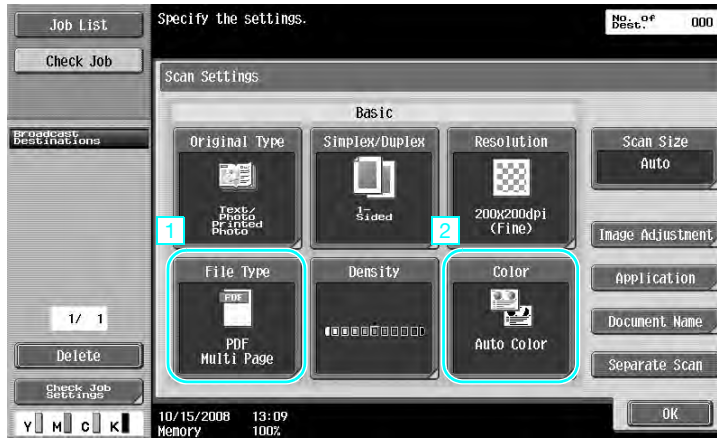 Job List
Check Job
Specify the settings.
No. of
Dest.
000
Scan Settings
Basic
Broadcast
Destinations
Original Type
Simplex/Duplex
Resolution
Scan Size
Auto
Text/
Photo
Printed
Photo
1-
Sided
200X200dpi
(Fine)
1
2
Image Adjustment
File Type
Density
Color
Application
PDF
PDF
Multi Page
Auto Color
Document Name
1/ 1
Delete
Separate Scan
Check Job
Settings
OK
Y M C K
10/15/2008 13:09
Memory 100%